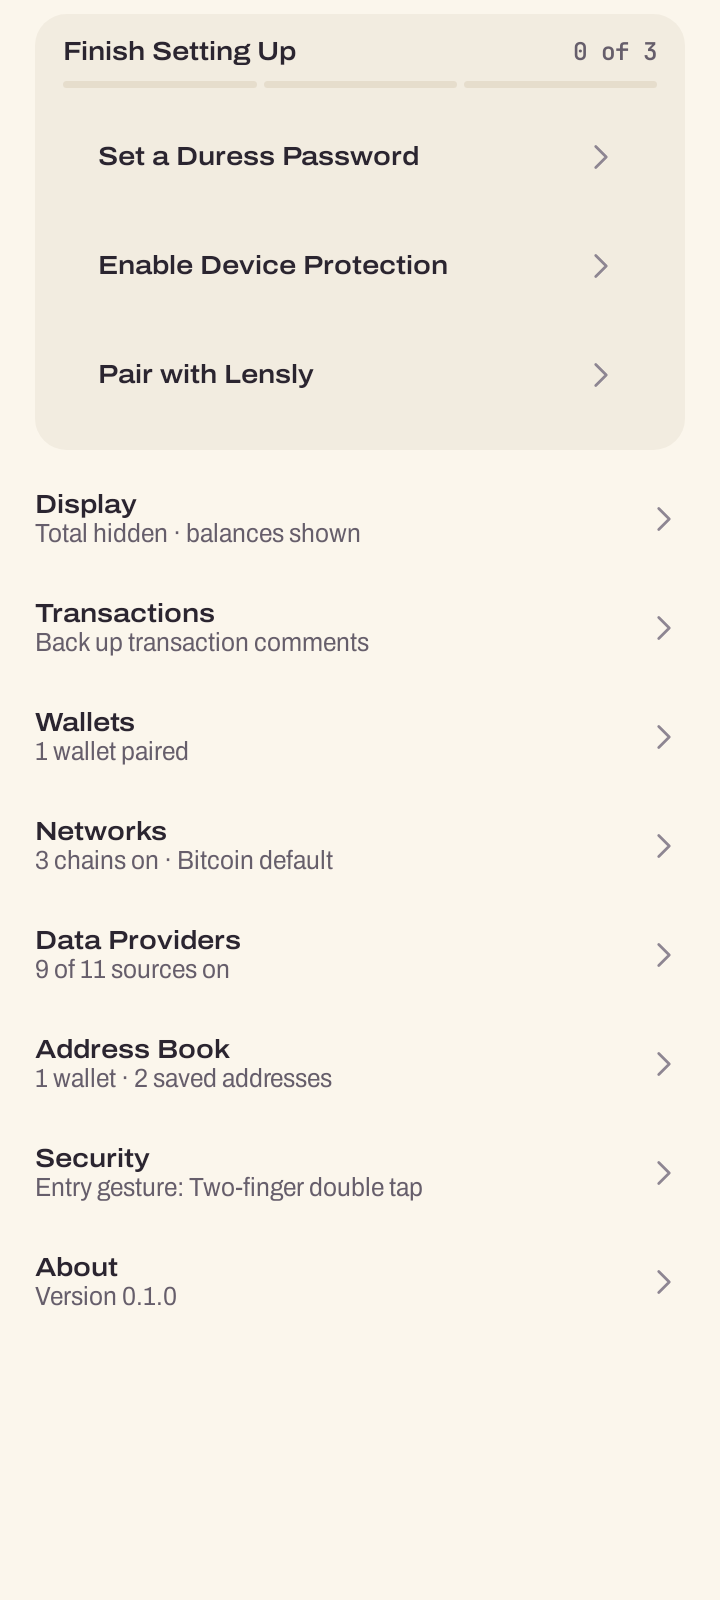 Finish Setting Up
0 of 3
Set a Duress Password
Enable Device Protection
Pair with Lensly
Display
Total hidden · balances shown
Transactions
Back up transaction comments
Wallets
1 wallet paired
Networks
3 chains on · Bitcoin default
Data Providers
9 of 11 sources on
Address Book
1 wallet · 2 saved addresses
Security
Entry gesture: Two-finger double tap
About
Version 0.1.0